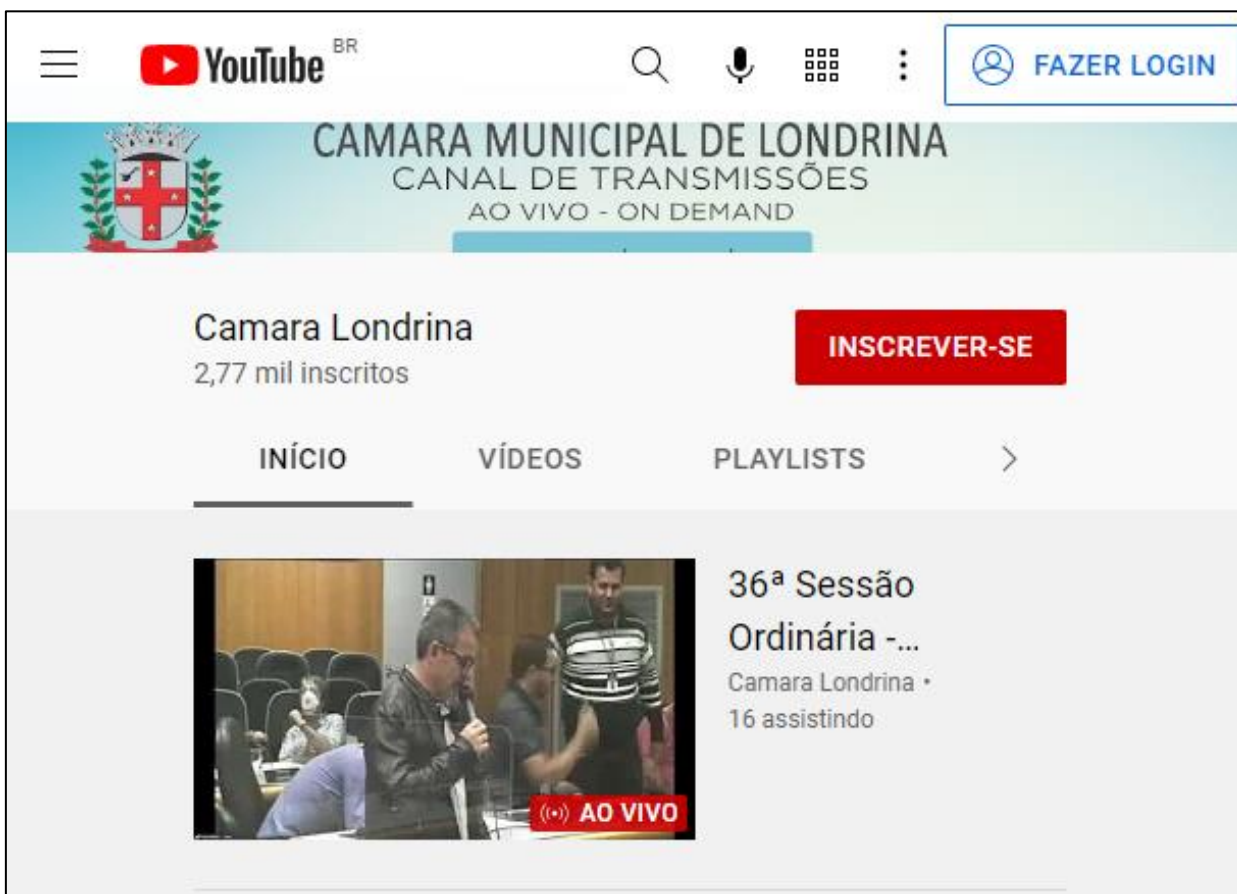 YouTube BR
FAZER LOGIN
CAMARA MUNICIPAL DE LONDRINA
CANAL DE TRANSMISSÕES
AO VIVO - ON DEMAND
Camara Londrina
2,77 mil inscritos
INSCREVER-SE
INÍCIO
VÍDEOS
PLAYLISTS
36ª Sessão
Ordinária -...
Camara Londrina •
16 assistindo
AO VIVO